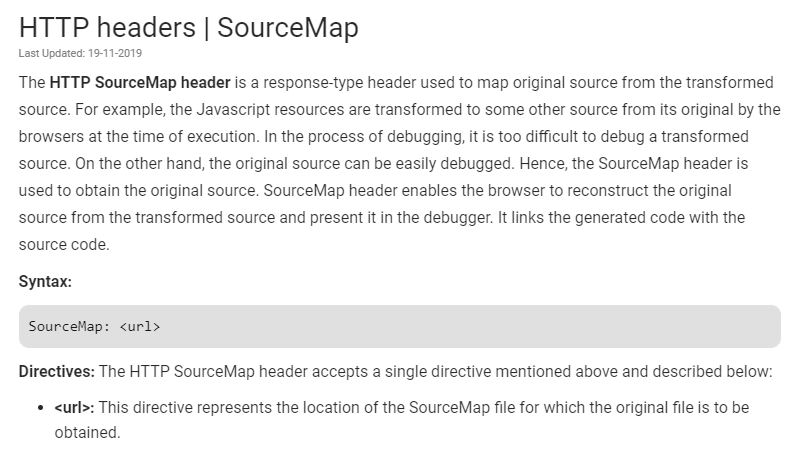 HTTP headers | SourceMap
Last Updated: 19-11-2019
The HTTP SourceMap header is a response-type header used to map original source from the transformed
source. For example, the Javascript resources are transformed to some other source from its original by the
browsers at the time of execution. In the process of debugging, it is too difficult to debug a transformed
source. On the other hand, the original source can be easily debugged. Hence, the SourceMap header is
used to obtain the original source. SourceMap header enables the browser to reconstruct the original
source from the transformed source and present it in the debugger. It links the generated code with the
source code.
Syntax:
SourceMap: <url>
Directives: The HTTP SourceMap header accepts a single directive mentioned above and described below:
• <url>: This directive represents the location of the SourceMap file for which the original file is to be
obtained.